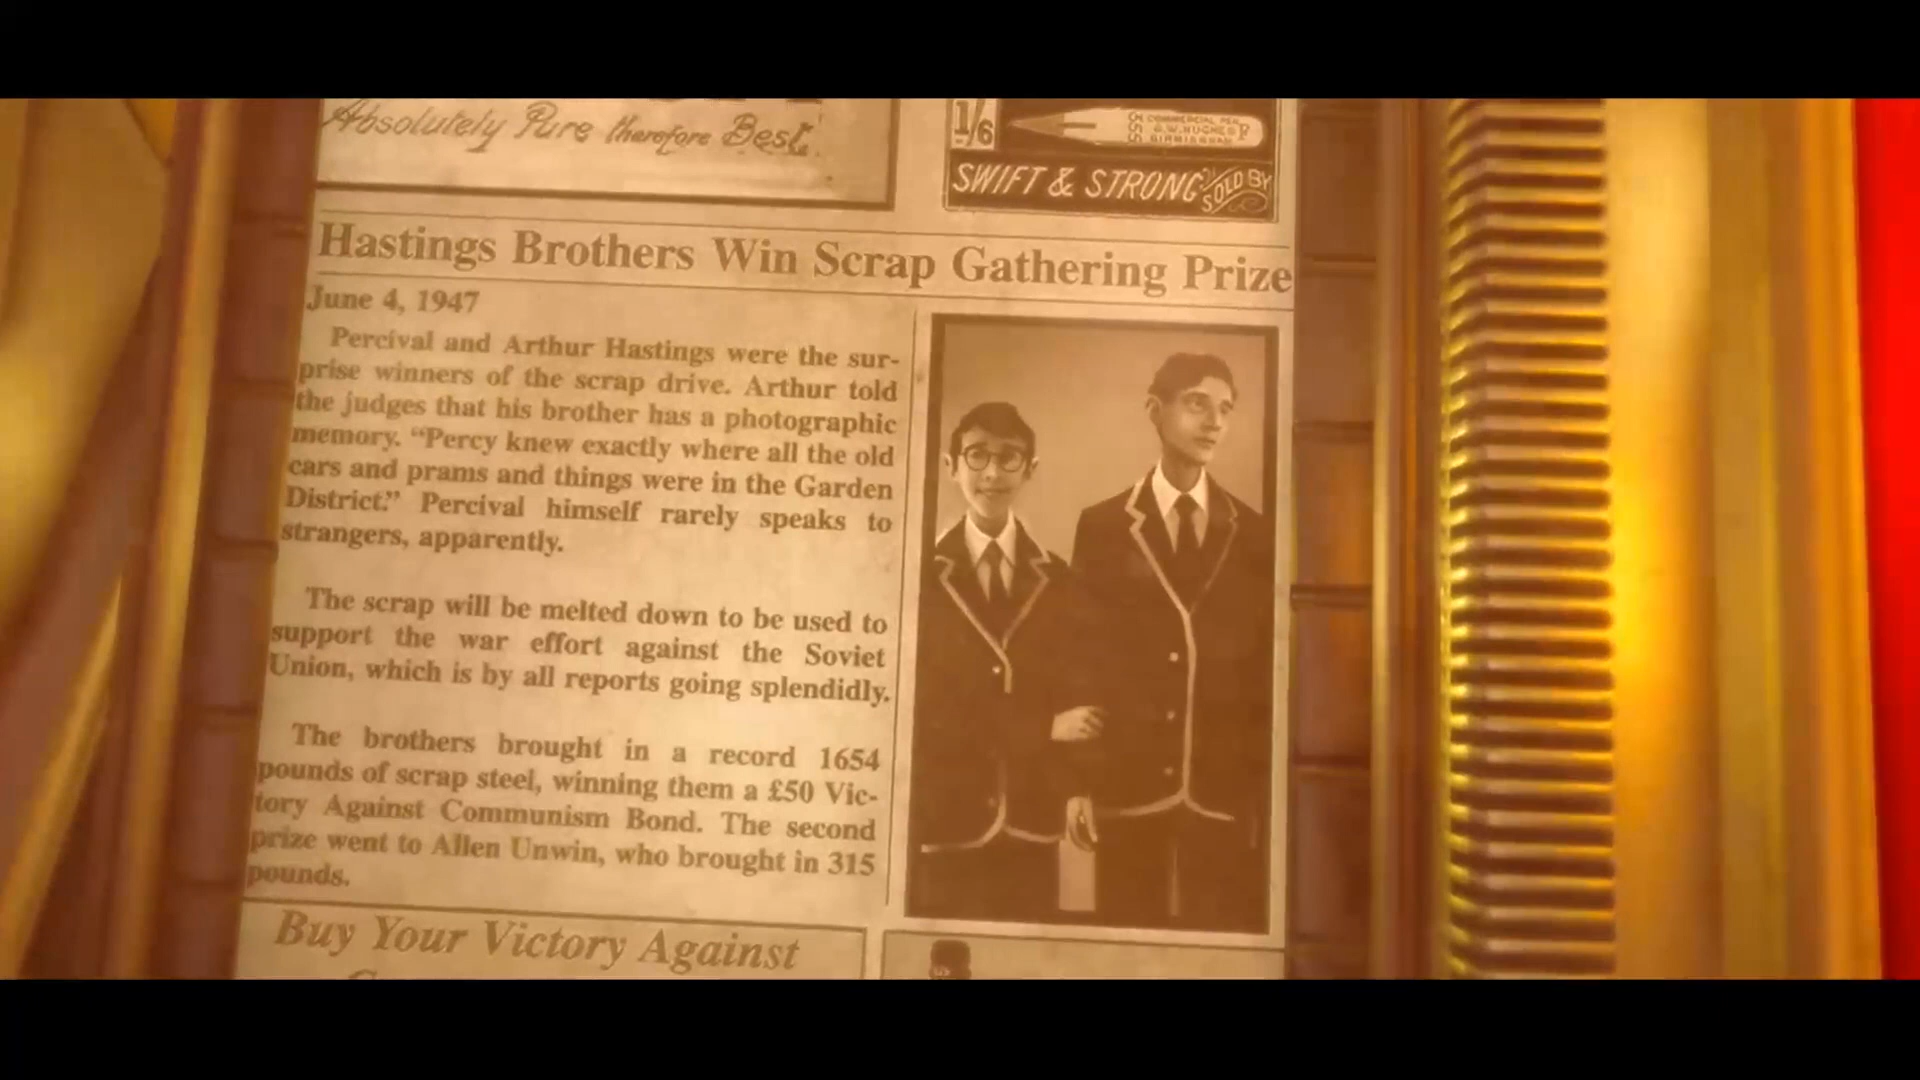 Absolutely Pure therefore Best.
1/6
COMMERCIAL PEN
G.W. HUGHES
BIRMINGHAM
SWIFT & STRONG
SOLD BY
Hastings Brothers Win Scrap Gathering Prize
June 4, 1947
Percival and Arthur Hastings were the sur-
prise winners of the scrap drive. Arthur told
the judges that his brother has a photographic
memory. “Percy knew exactly where all the old
cars and prams and things were in the Garden
District.” Percival himself rarely speaks to
strangers, apparently.
The scrap will be melted down to be used to
support the war effort against the Soviet
Union, which is by all reports going splendidly.
The brothers brought in a record 1654
pounds of scrap steel, winning them a £50 Vic-
tory Against Communism Bond. The second
prize went to Allen Unwin, who brought in 315
pounds.
Buy Your Victory Against